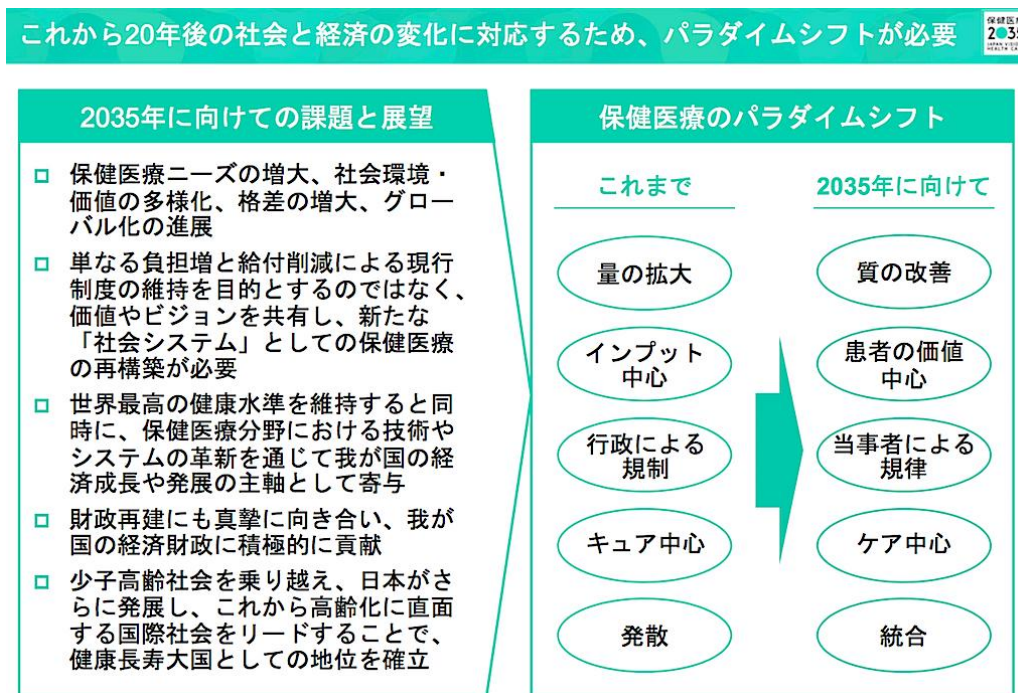 これから20年後の社会と経済の変化に対応するため、パラダイムシフトが必要
保健医療
2035
2035年に向けての課題と展望
保健医療ニーズの増大、社会環境・
価値の多様化、格差の増大、グロー
バル化の進展
単なる負担増と給付削減による現行
制度の維持を目的とするのではなく、
価値やビジョンを共有し、新たな
「社会システム」としての保健医療
の再構築が必要
世界最高の健康水準を維持すると同
時に、保健医療分野における技術や
システムの革新を通じて我が国の経
済成長や発展の主軸として寄与
財政再建にも真摯に向き合い、我が
国の経済財政に積極的に貢献
少子高齢社会を乗り越え、日本がさ
らに発展し、これから高齢化に直面
する国際社会をリードすることで、
健康長寿大国としての地位を確立
保健医療のパラダイムシフト
これまで
2035年に向けて
量の拡大
質の改善
インプット
中心
患者の価値
中心
行政による
規制
当事者による
規律
キュア中心
ケア中心
発散
統合